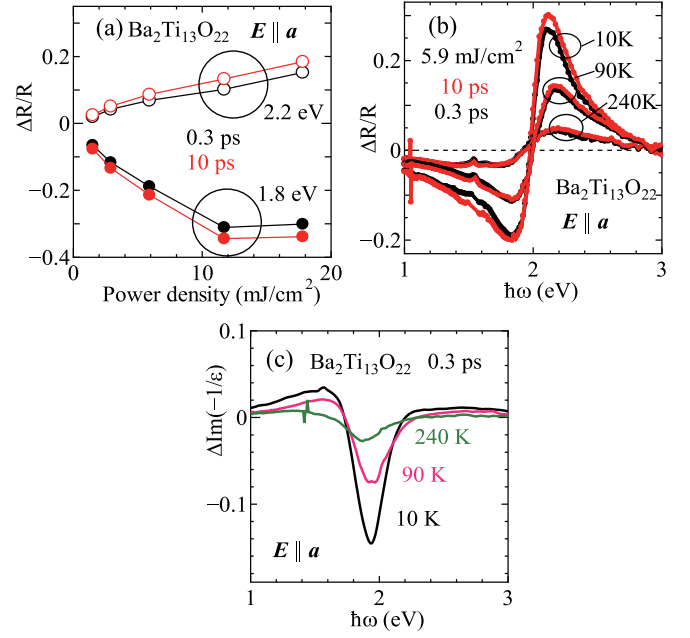 (a) Ba₂Ti₁₃O₂₂ E ∥ a
0.2
0
−0.2
−0.4
ΔR/R
2.2 eV
0.3 ps
10 ps
1.8 eV
0 10 20
Power density (mJ/cm²)
(b)
5.9 mJ/cm²
10 ps
0.3 ps
10K
90K
240K
0.2
0
−0.2
ΔR/R
Ba₂Ti₁₃O₂₂
E ∥ a
1 2 3
ħω (eV)
(c) Ba₂Ti₁₃O₂₂ 0.3 ps
0.1
0
−0.1
ΔIm(−1/ε)
240 K
90 K
10 K
E ∥ a
1 2 3
ħω (eV)